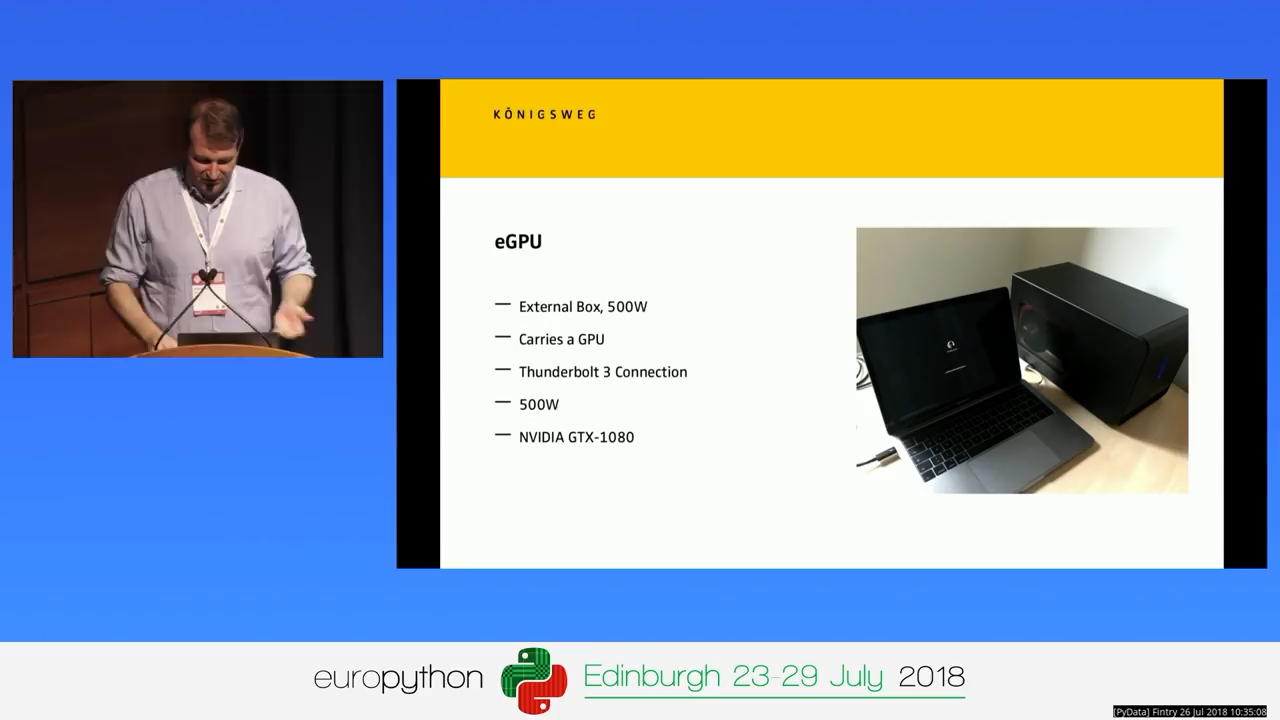 KÖNIGSWEG
eGPU
— External Box, 500W
— Carries a GPU
— Thunderbolt 3 Connection
— 500W
— NVIDIA GTX-1080
europython Edinburgh 23-29 July 2018
[PyData] Fintry 26 Jul 2018 10:35:08